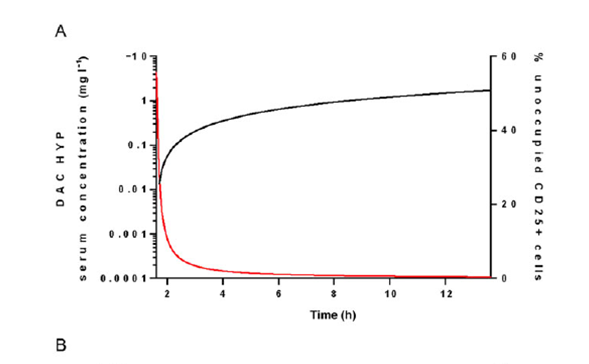 A
-10
1
0.1
0.01
0.001
0.0001
DAC HYP
serum concentration (mg l⁻¹)
60
40
20
0
% unoccupied CD25+ cells
2 4 6 8 10 12
Time (h)
B